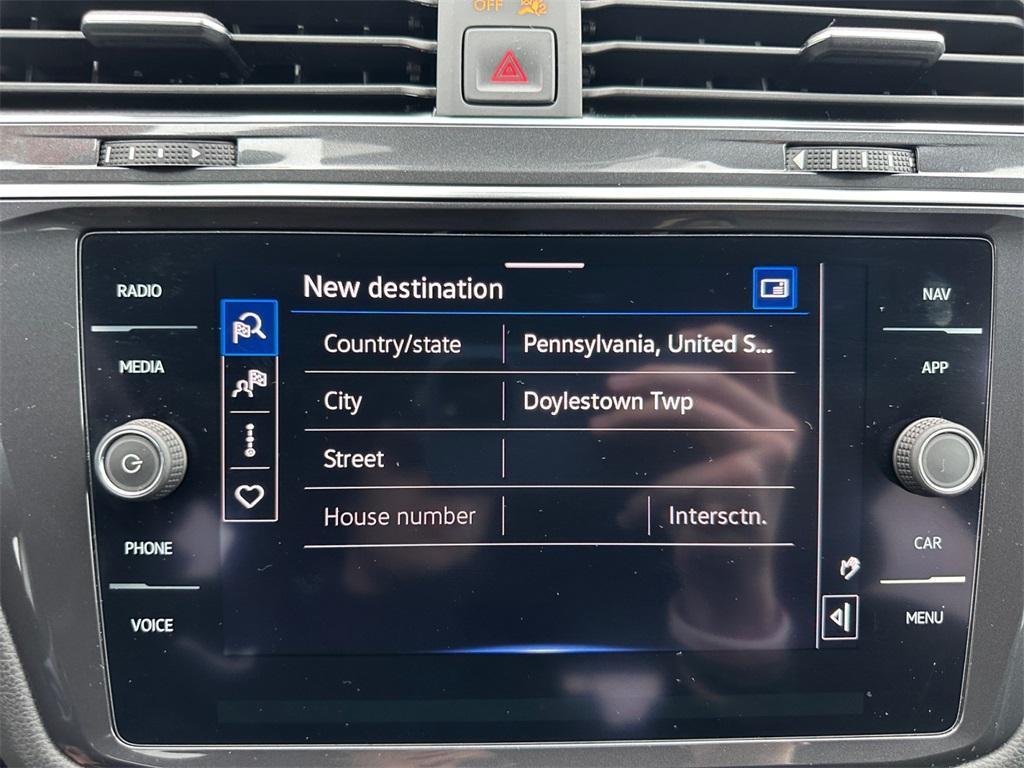 OFF
RADIO
MEDIA
PHONE
VOICE
New destination
Country/state Pennsylvania, United S...
City Doylestown Twp
Street
House number Intersctn.
NAV
APP
CAR
MENU